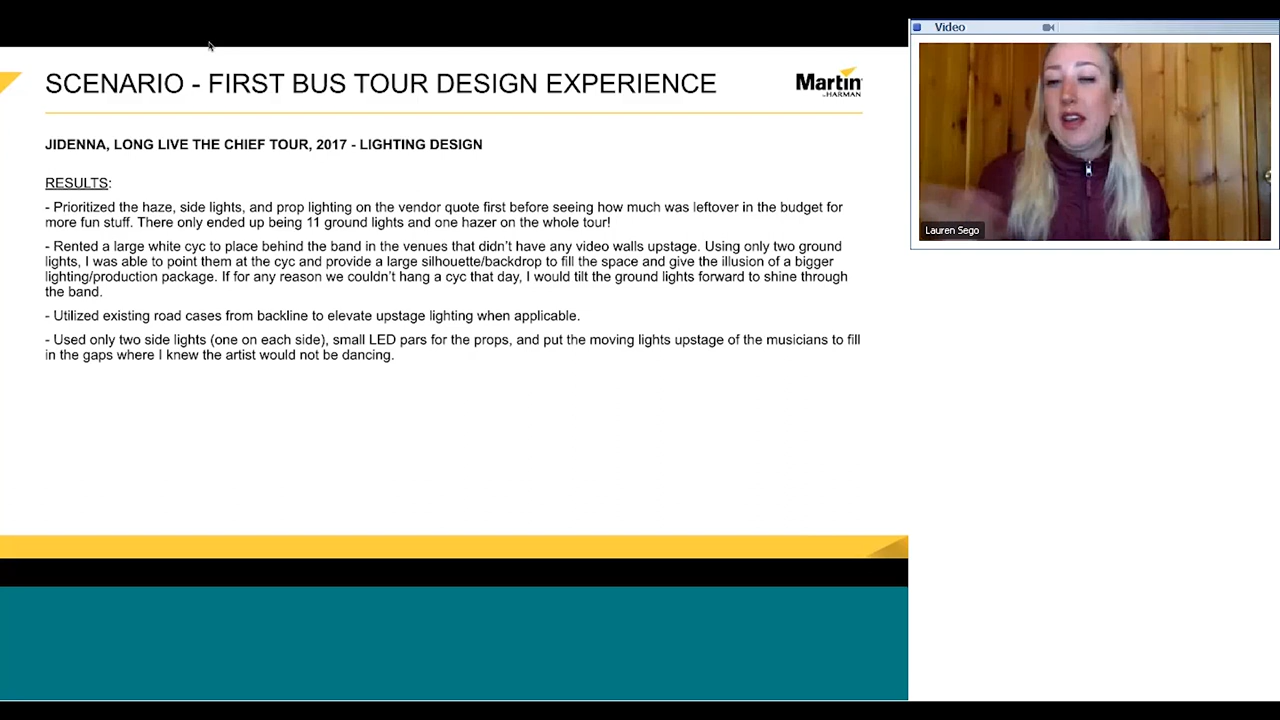 SCENARIO - FIRST BUS TOUR DESIGN EXPERIENCE
Martin
by HARMAN
JIDENNA, LONG LIVE THE CHIEF TOUR, 2017 - LIGHTING DESIGN
RESULTS:
- Prioritized the haze, side lights, and prop lighting on the vendor quote first before seeing how much was leftover in the budget for
more fun stuff. There only ended up being 11 ground lights and one hazer on the whole tour!
- Rented a large white cyc to place behind the band in the venues that didn’t have any video walls upstage. Using only two ground
lights, I was able to point them at the cyc and provide a large silhouette/backdrop to fill the space and give the illusion of a bigger
lighting/production package. If for any reason we couldn’t hang a cyc that day, I would tilt the ground lights forward to shine through
the band.
- Utilized existing road cases from backline to elevate upstage lighting when applicable.
- Used only two side lights (one on each side), small LED pars for the props, and put the moving lights upstage of the musicians to fill
in the gaps where I knew the artist would not be dancing.
Video
Lauren Sego